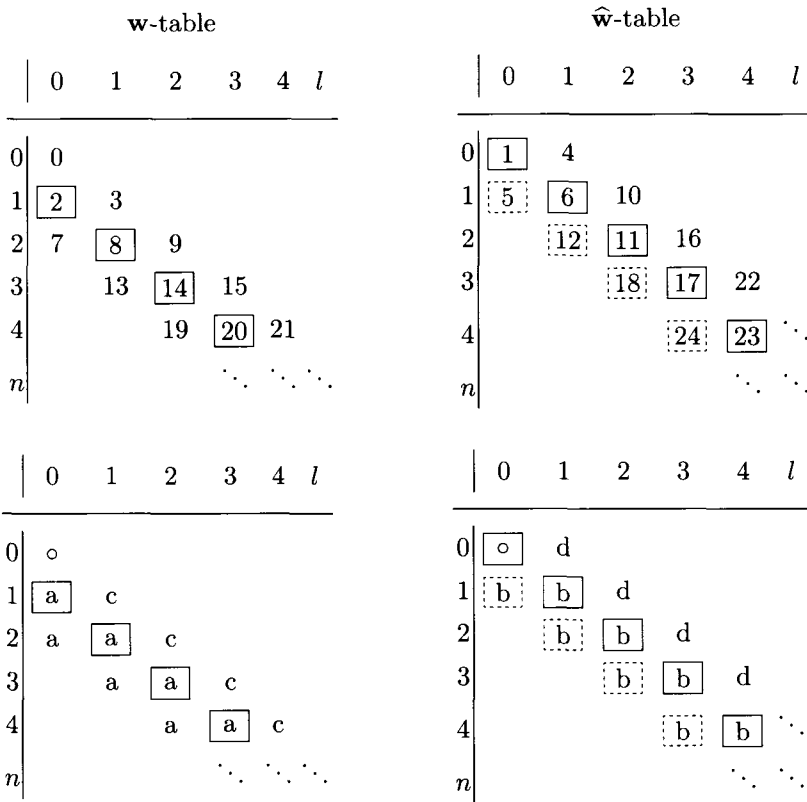 w-table
0 1 2 3 4 l
0 0
1 2 3
2 7 8 9
3 13 14 15
4 19 20 21
n ⋱ ⋱ ⋱
ŵ-table
0 1 2 3 4 l
0 1 4
1 5 6 10
2 12 11 16
3 18 17 22
4 24 23 ⋱
n ⋱ ⋱
0 1 2 3 4 l
0 ∘
1 a c
2 a a c
3 a a c
4 a a c
n ⋱ ⋱ ⋱
0 1 2 3 4 l
0 ∘ d
1 b b d
2 b b d
3 b b d
4 b b ⋱
n ⋱ ⋱